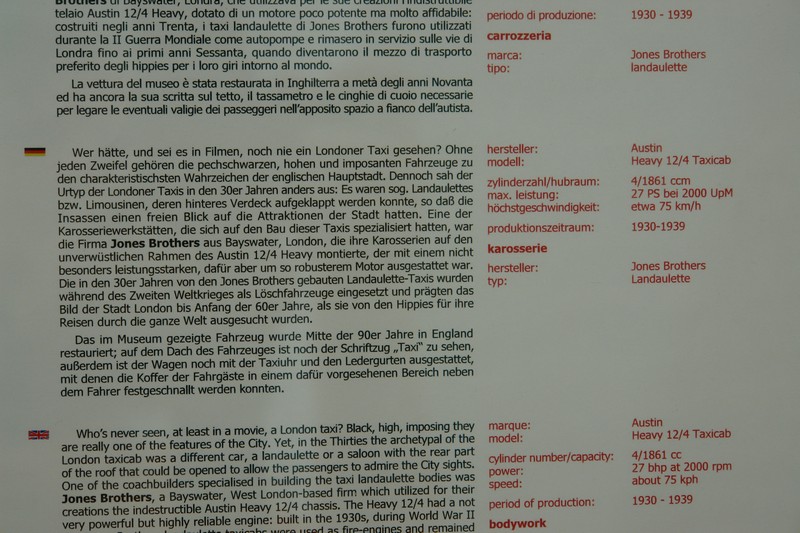 Brothers di Bayswater, Londra, che utilizzava per le sue creazioni l'indistruttibile
telaio Austin 12/4 Heavy, dotato di un motore poco potente ma molto affidabile:
costruiti negli anni Trenta, i taxi landaulette di Jones Brothers furono utilizzati
durante la II Guerra Mondiale come autopompe e rimasero in servizio sulle vie di
Londra fino ai primi anni Sessanta, quando diventarono il mezzo di trasporto
preferito degli hippies per i loro giri intorno al mondo.
La vettura del museo è stata restaurata in Inghilterra a metà degli anni Novanta
ed ha ancora la sua scritta sul tetto, il tassametro e le cinghie di cuoio necessarie
per legare le eventuali valigie dei passeggeri nell'apposito spazio a fianco dell'autista.
periodo di produzione: 1930 - 1939
carrozzeria
marca: Jones Brothers
tipo: landaulette
Wer hätte, und sei es in Filmen, noch nie ein Londoner Taxi gesehen? Ohne
jeden Zweifel gehören die pechschwarzen, hohen und imposanten Fahrzeuge zu
den charakteristischsten Wahrzeichen der englischen Hauptstadt. Dennoch sah der
Urtyp der Londoner Taxis in den 30er Jahren anders aus: Es waren sog. Landaulettes
bzw. Limousinen, deren hinteres Verdeck aufgeklappt werden konnte, so daß die
Insassen einen freien Blick auf die Attraktionen der Stadt hatten. Eine der
Karosseriewerkstätten, die sich auf den Bau dieser Taxis spezialisiert hatten, war
die Firma Jones Brothers aus Bayswater, London, die ihre Karosserien auf den
unverwüstlichen Rahmen des Austin 12/4 Heavy montierte, der mit einem nicht
besonders leistungsstarken, dafür aber um so robusterem Motor ausgestattet war.
Die in den 30er Jahren von den Jones Brothers gebauten Landaulette-Taxis wurden
während des Zweiten Weltkrieges als Löschfahrzeuge eingesetzt und prägten das
Bild der Stadt London bis Anfang der 60er Jahre, als sie von den Hippies für ihre
Reisen durch die ganze Welt ausgesucht wurden.
Das im Museum gezeigte Fahrzeug wurde Mitte der 90er Jahre in England
restauriert; auf dem Dach des Fahrzeuges ist noch der Schriftzug „Taxi" zu sehen,
außerdem ist der Wagen noch mit der Taxiuhr und den Ledergurten ausgestattet,
mit denen die Koffer der Fahrgäste in einem dafür vorgesehenen Bereich neben
dem Fahrer festgeschnallt werden konnten.
hersteller: Austin
modell: Heavy 12/4 Taxicab
zylinderzahl/hubraum: 4/1861 ccm
max. leistung: 27 PS bei 2000 UpM
höchstgeschwindigkeit: etwa 75 km/h
produktionszeitraum: 1930-1939
karosserie
hersteller: Jones Brothers
typ: Landaulette
Who's never seen, at least in a movie, a London taxi? Black, high, imposing they
are really one of the features of the City. Yet, in the Thirties the archetypal of the
London taxicab was a different car, a landaulette or a saloon with the rear part
of the roof that could be opened to allow the passengers to admire the City sights.
One of the coachbuilders specialised in building the taxi landaulette bodies was
Jones Brothers, a Bayswater, West London-based firm which utilized for their
creations the indestructible Austin Heavy 12/4 chassis. The Heavy 12/4 had a not
very powerful but highly reliable engine: built in the 1930s, during World War II
Brothers landaulette taxicabs were used as fire-engines and remained
marque: Austin
model: Heavy 12/4 Taxicab
cylinder number/capacity: 4/1861 cc
power: 27 bhp at 2000 rpm
speed: about 75 kph
period of production: 1930 - 1939
bodywork